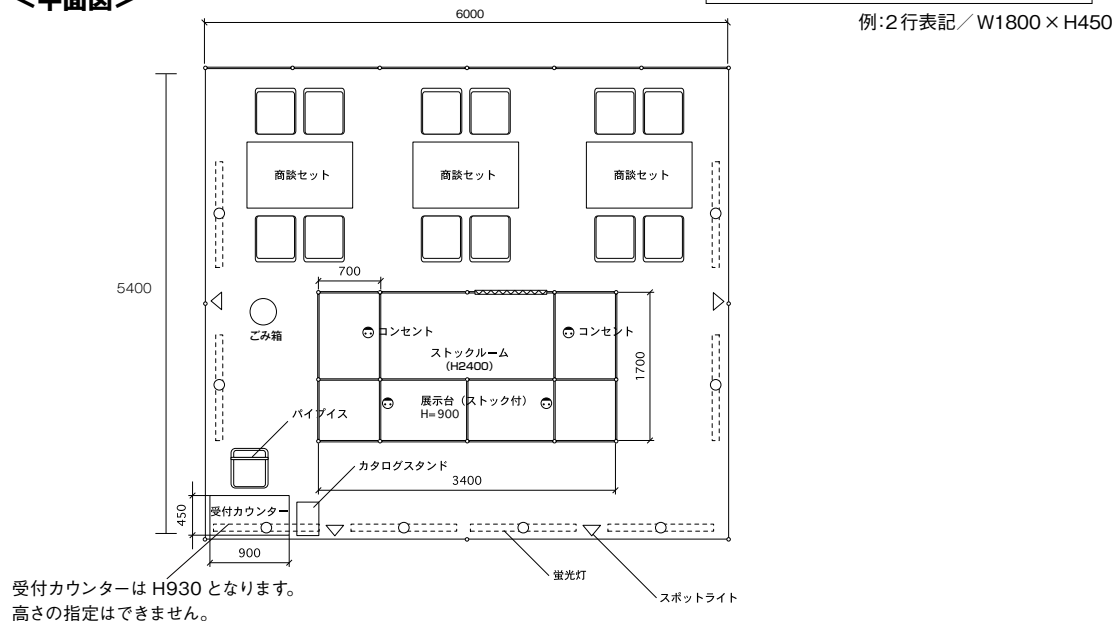 <平面図>
例:2行表記／W1800×H450
6000
商談セット
商談セット
商談セット
5400
700
ごみ箱
コンセント
コンセント
ストックルーム
(H2400)
1700
展示台（ストック付）
H=900
パイプイス
カタログスタンド
3400
450
受付カウンター
900
蛍光灯
スポットライト
受付カウンターは H930 となります。
高さの指定はできません。